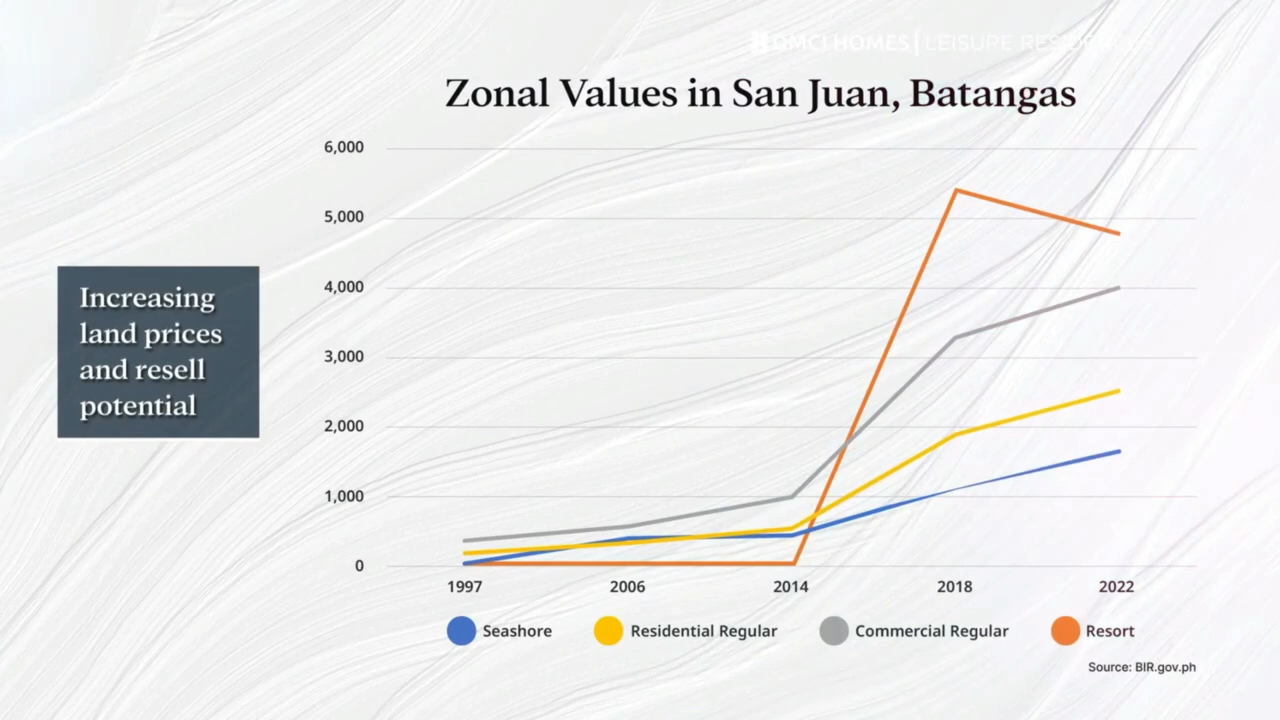 DMCI HOMES | LEISURE RESIDENCES
Zonal Values in San Juan, Batangas
6,000
5,000
4,000
3,000
2,000
1,000
0
Increasing
land prices
and resell
potential
1997 2006 2014 2018 2022
Seashore Residential Regular Commercial Regular Resort
Source: BIR.gov.ph